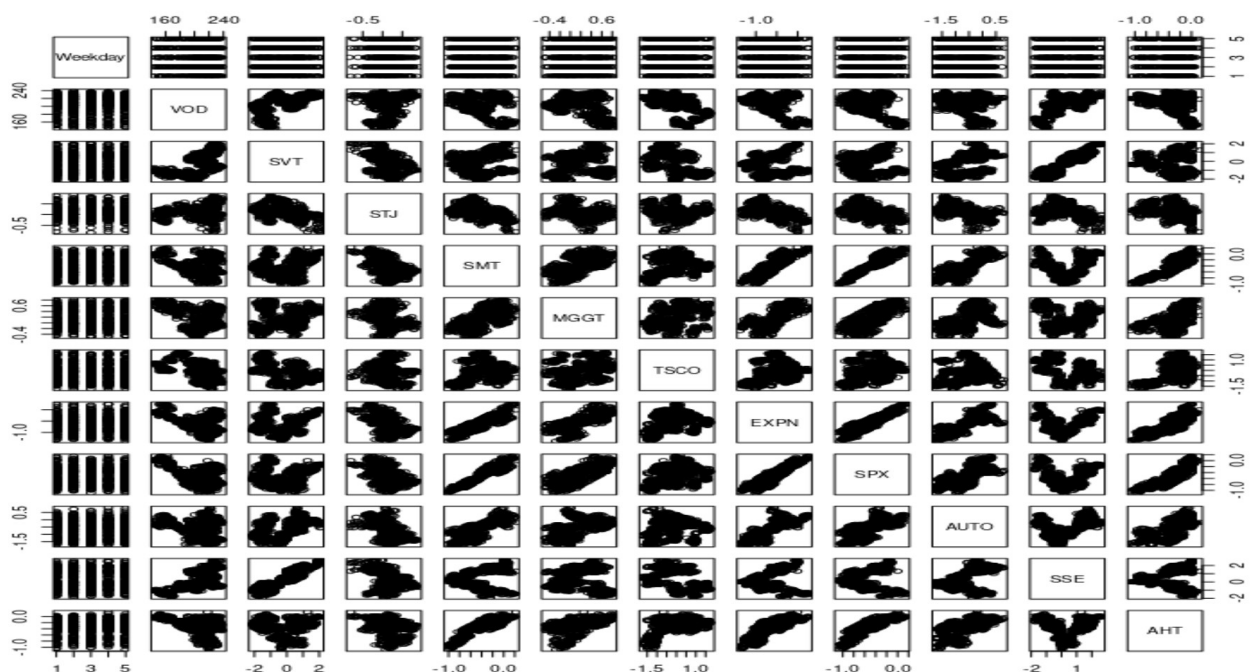 160 240 -0.5 -0.4 0.6 -1.0 -1.5 0.5 -1.0 0.0
Weekday 1 3 5
160 240 VOD
SVT -2 0 2
-0.5 STJ
SMT -1.0 0.0
-0.4 0.6 MGGT
TSCO -1.5 1.0
-1.0 EXPN
SPX -1.0 0.0
-1.5 0.5 AUTO
SSE -2 0 2
-1.0 0.0 AHT
1 3 5 -2 0 2 -1.0 0.0 -1.5 1.0 -1.0 0.0 -2 1